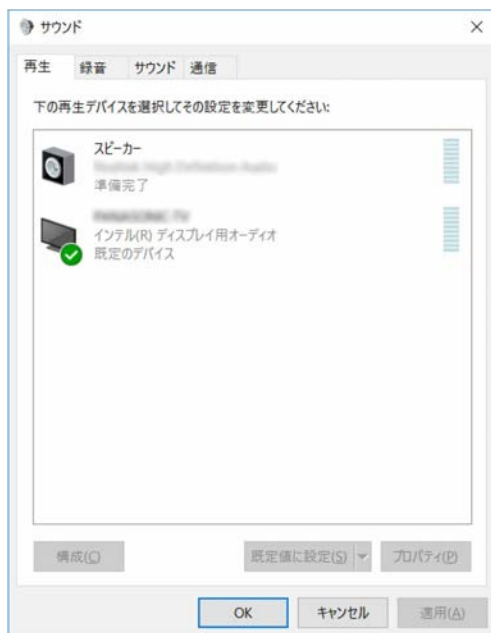 サウンド
再生
録音
サウンド
通信
下の再生デバイスを選択してその設定を変更してください:
スピーカー
準備完了
インテル(R) ディスプレイ用オーディオ
既定のデバイス
構成(C)
既定値に設定(S)
プロパティ(P)
OK
キャンセル
適用(A)